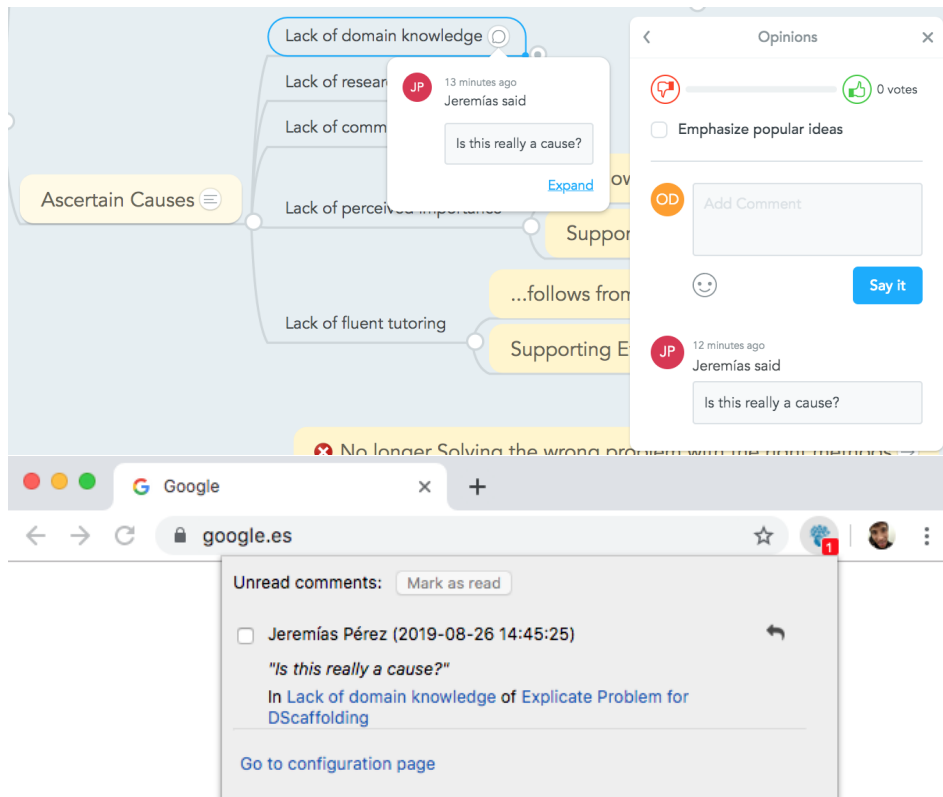 Lack of domain knowledge
Lack of resear
Lack of comm
Ascertain Causes
Lack of perceived importance
Suppor
...follows from
Lack of fluent tutoring
Supporting E
No longer Solving the wrong problem with the right methods
JP
13 minutes ago
Jeremías said
Is this really a cause?
Expand
Opinions
0 votes
Emphasize popular ideas
OD
Add Comment
Say it
JP
12 minutes ago
Jeremías said
Is this really a cause?
Google
google.es
1
Unread comments: Mark as read
Jeremías Pérez (2019-08-26 14:45:25)
"Is this really a cause?"
In Lack of domain knowledge of Explicate Problem for
DScaffolding
Go to configuration page